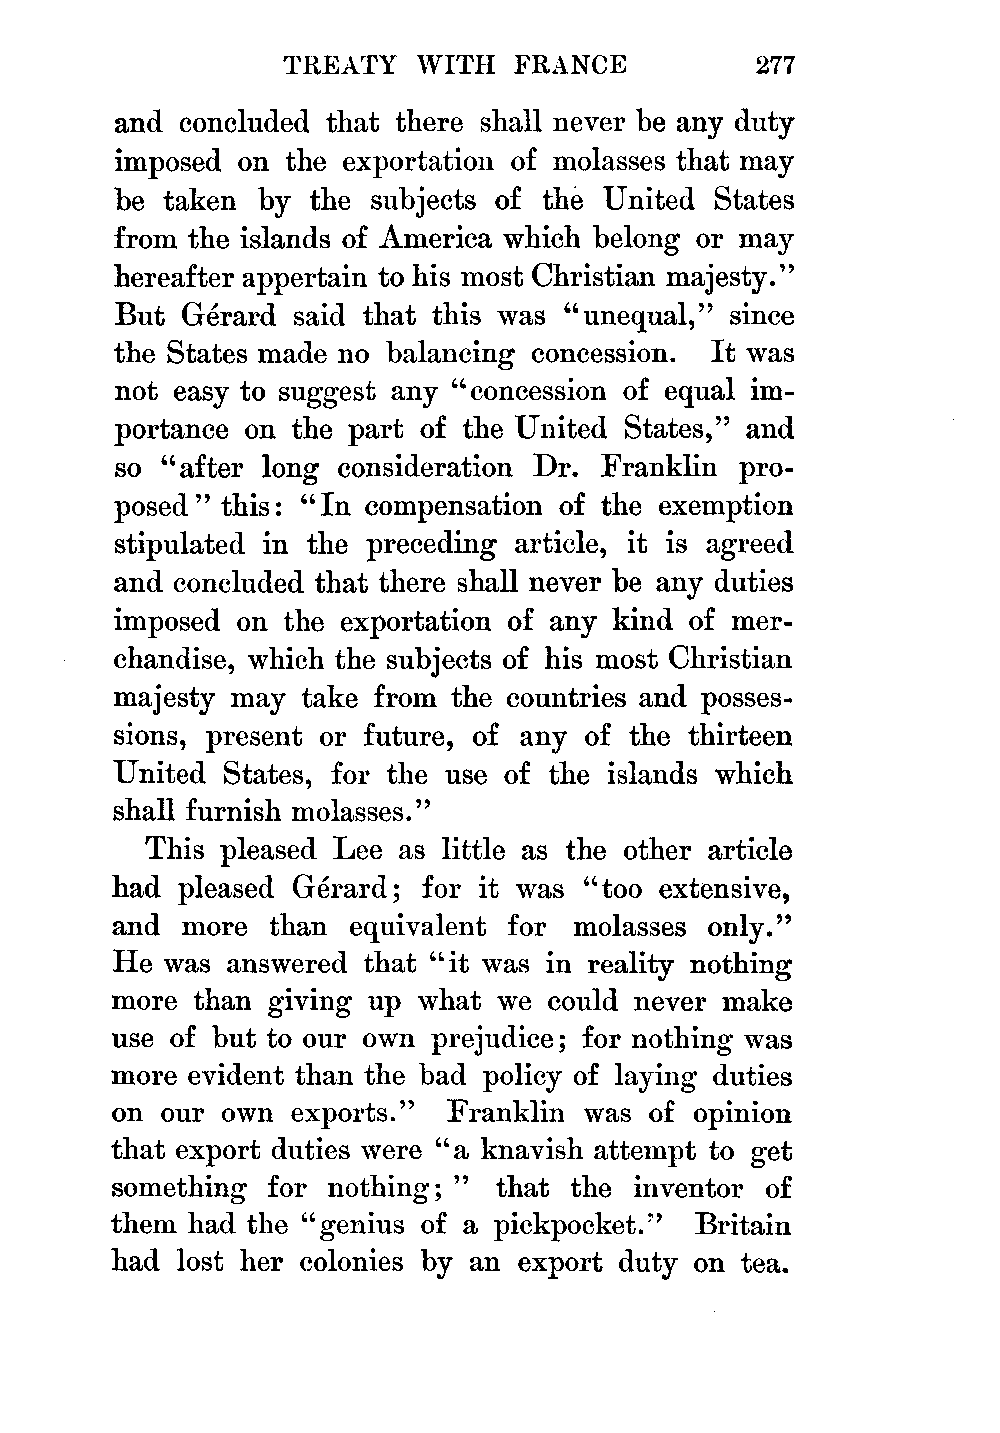 TREATY WITH FRANCE 277
and concluded that there shall never be any duty
imposed on the exportation of molasses that may
be taken by the subjects of the United States
from the islands of America which belong or may
hereafter appertain to his most Christian majesty."
But Gérard said that this was "unequal," since
the States made no balancing concession. It was
not easy to suggest any "concession of equal im-
portance on the part of the United States," and
so "after long consideration Dr. Franklin pro-
posed" this: "In compensation of the exemption
stipulated in the preceding article, it is agreed
and concluded that there shall never be any duties
imposed on the exportation of any kind of mer-
chandise, which the subjects of his most Christian
majesty may take from the countries and posses-
sions, present or future, of any of the thirteen
United States, for the use of the islands which
shall furnish molasses."
This pleased Lee as little as the other article
had pleased Gérard; for it was "too extensive,
and more than equivalent for molasses only."
He was answered that "it was in reality nothing
more than giving up what we could never make
use of but to our own prejudice; for nothing was
more evident than the bad policy of laying duties
on our own exports." Franklin was of opinion
that export duties were "a knavish attempt to get
something for nothing;" that the inventor of
them had the "genius of a pickpocket." Britain
had lost her colonies by an export duty on tea.